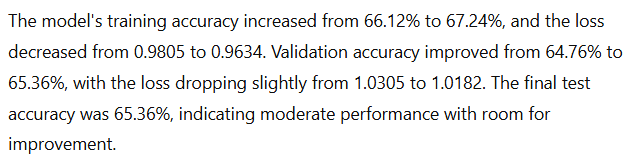 The model's training accuracy increased from 66.12% to 67.24%, and the loss
decreased from 0.9805 to 0.9634. Validation accuracy improved from 64.76% to
65.36%, with the loss dropping slightly from 1.0305 to 1.0182. The final test
accuracy was 65.36%, indicating moderate performance with room for
improvement.